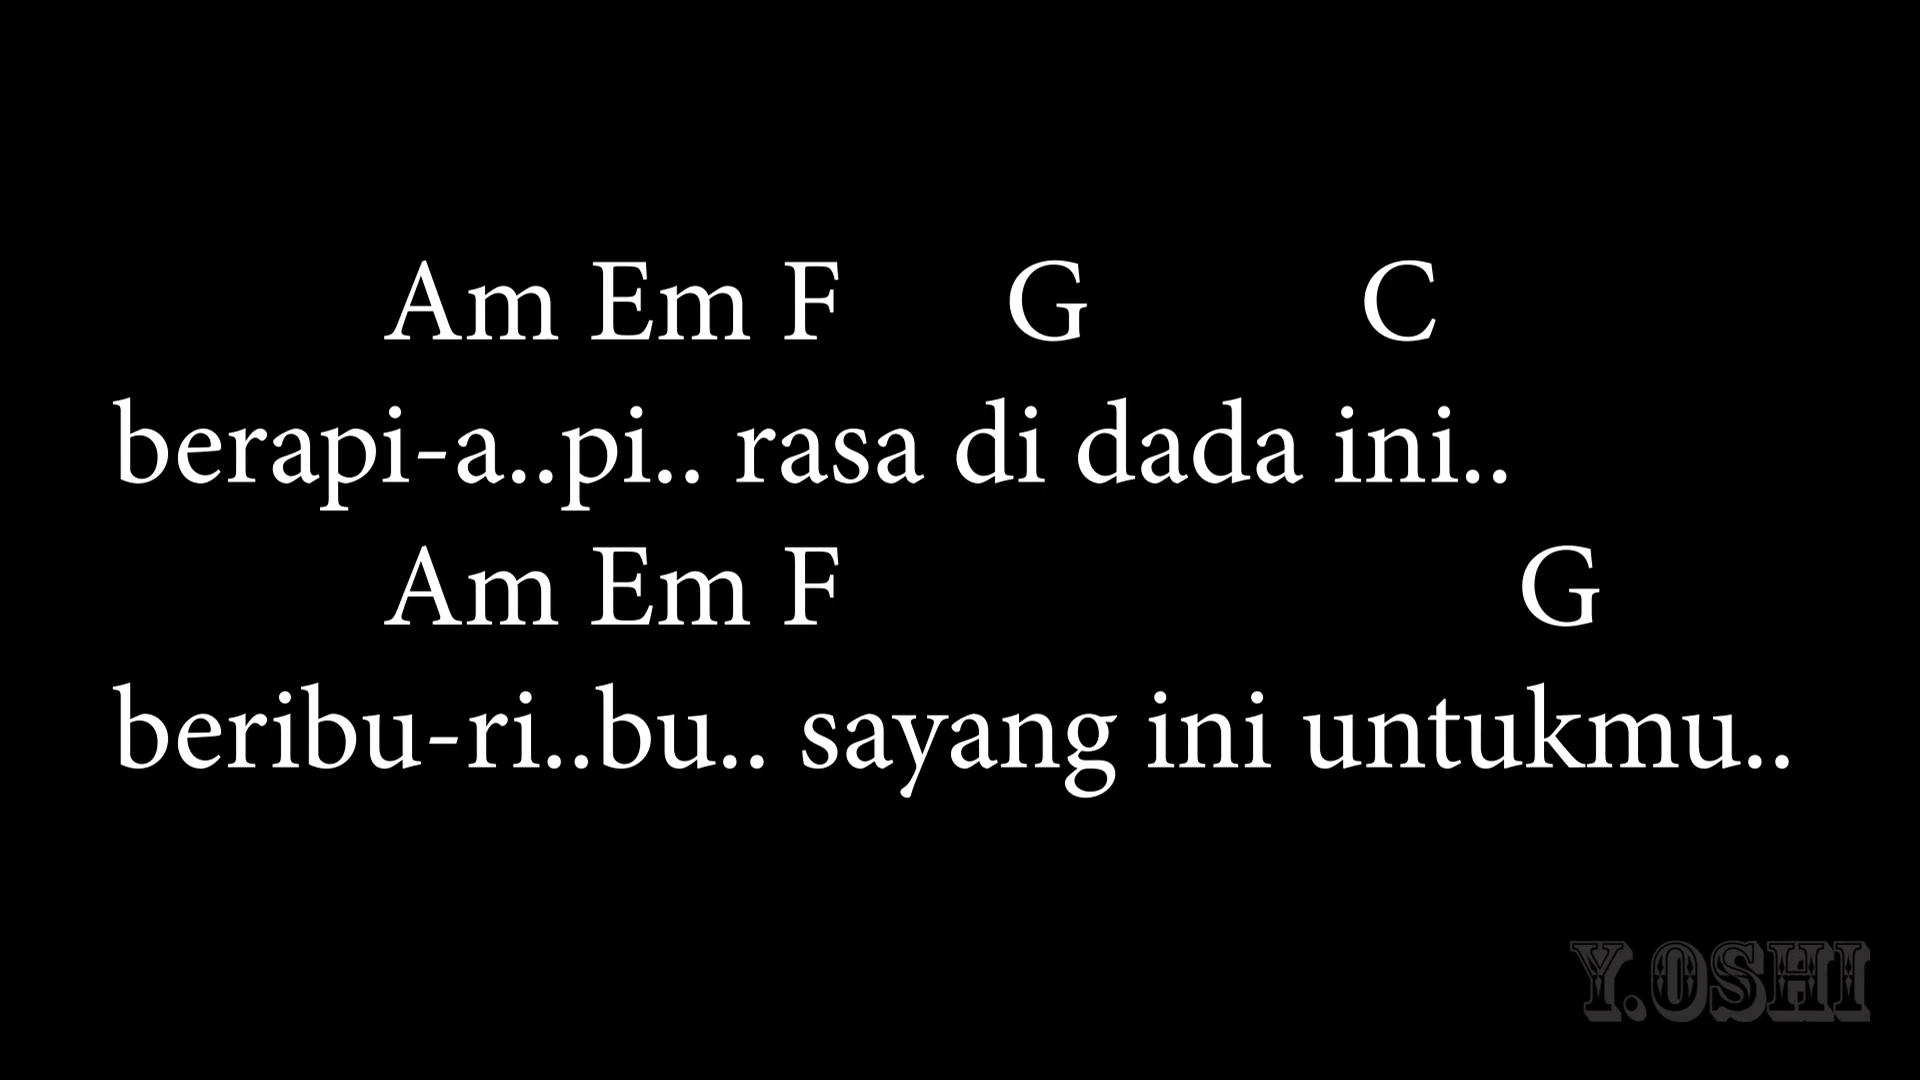 Am Em F G C
berapi-a..pi.. rasa di dada ini..
Am Em F G
beribu-ri..bu.. sayang ini untukmu..
Y.OSHI